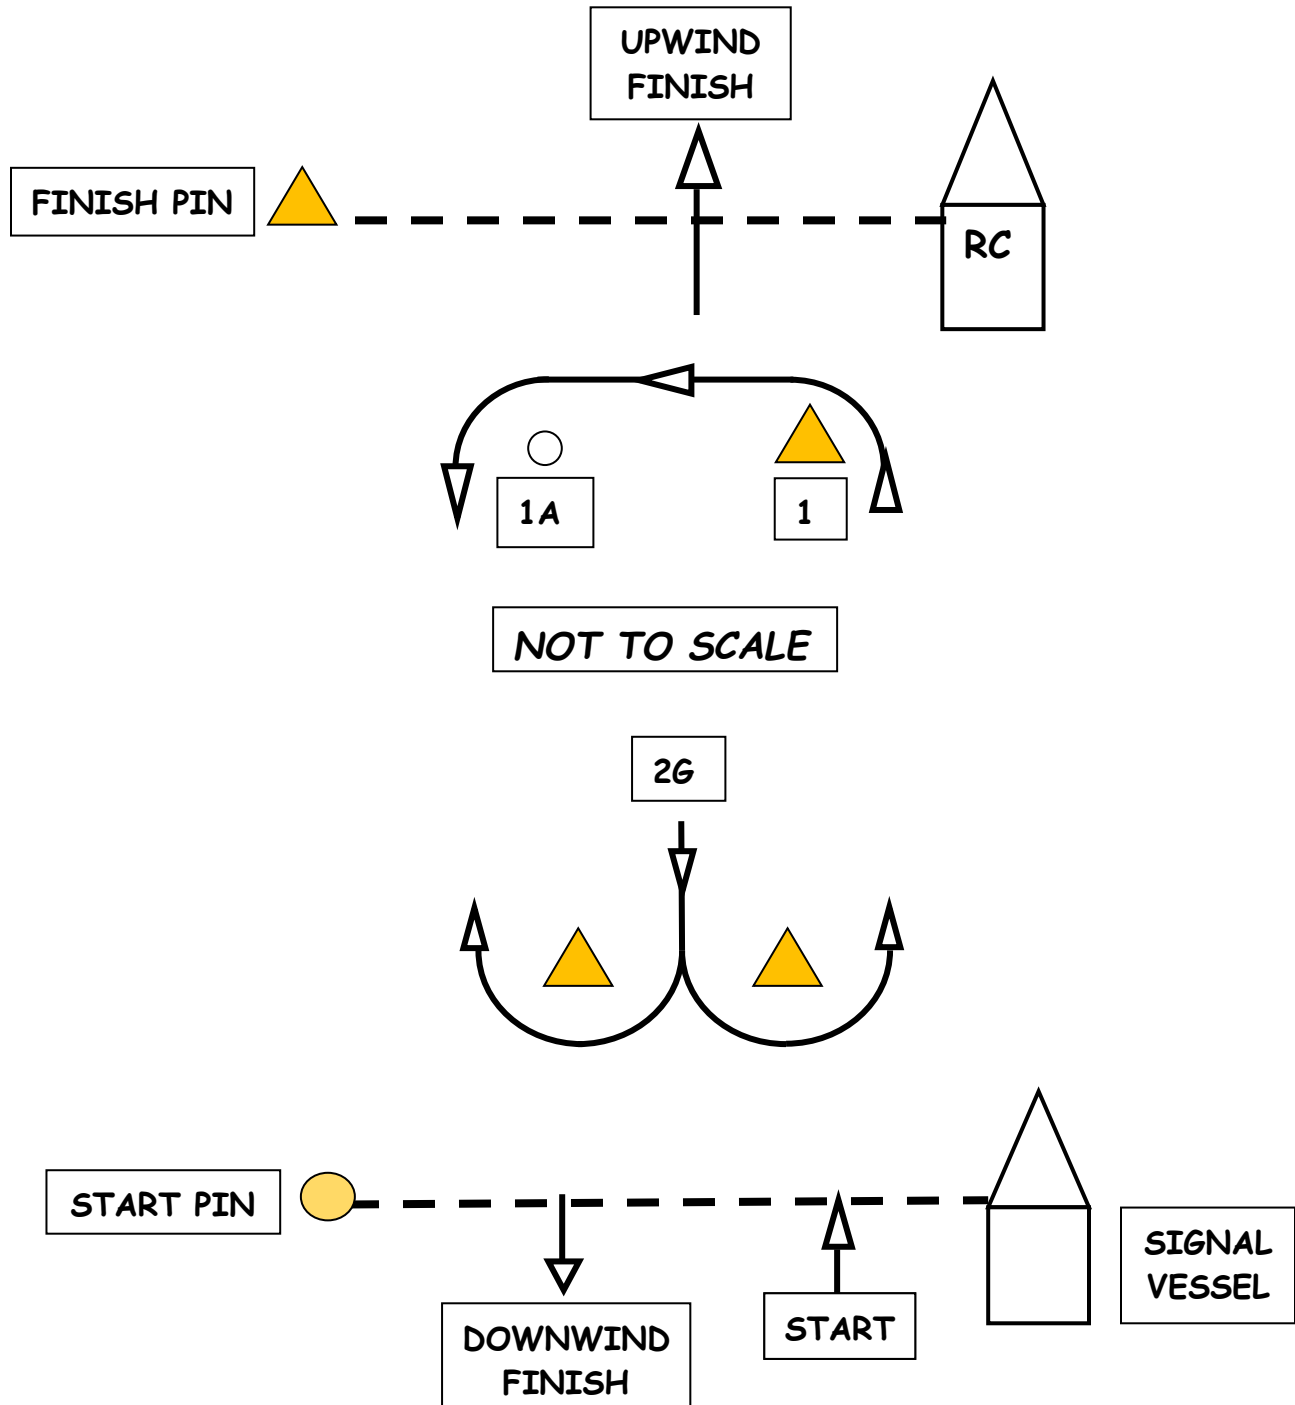 UPWIND
FINISH
FINISH PIN
RC
1A
1
NOT TO SCALE
2G
START PIN
SIGNAL
VESSEL
START
DOWNWIND
FINISH